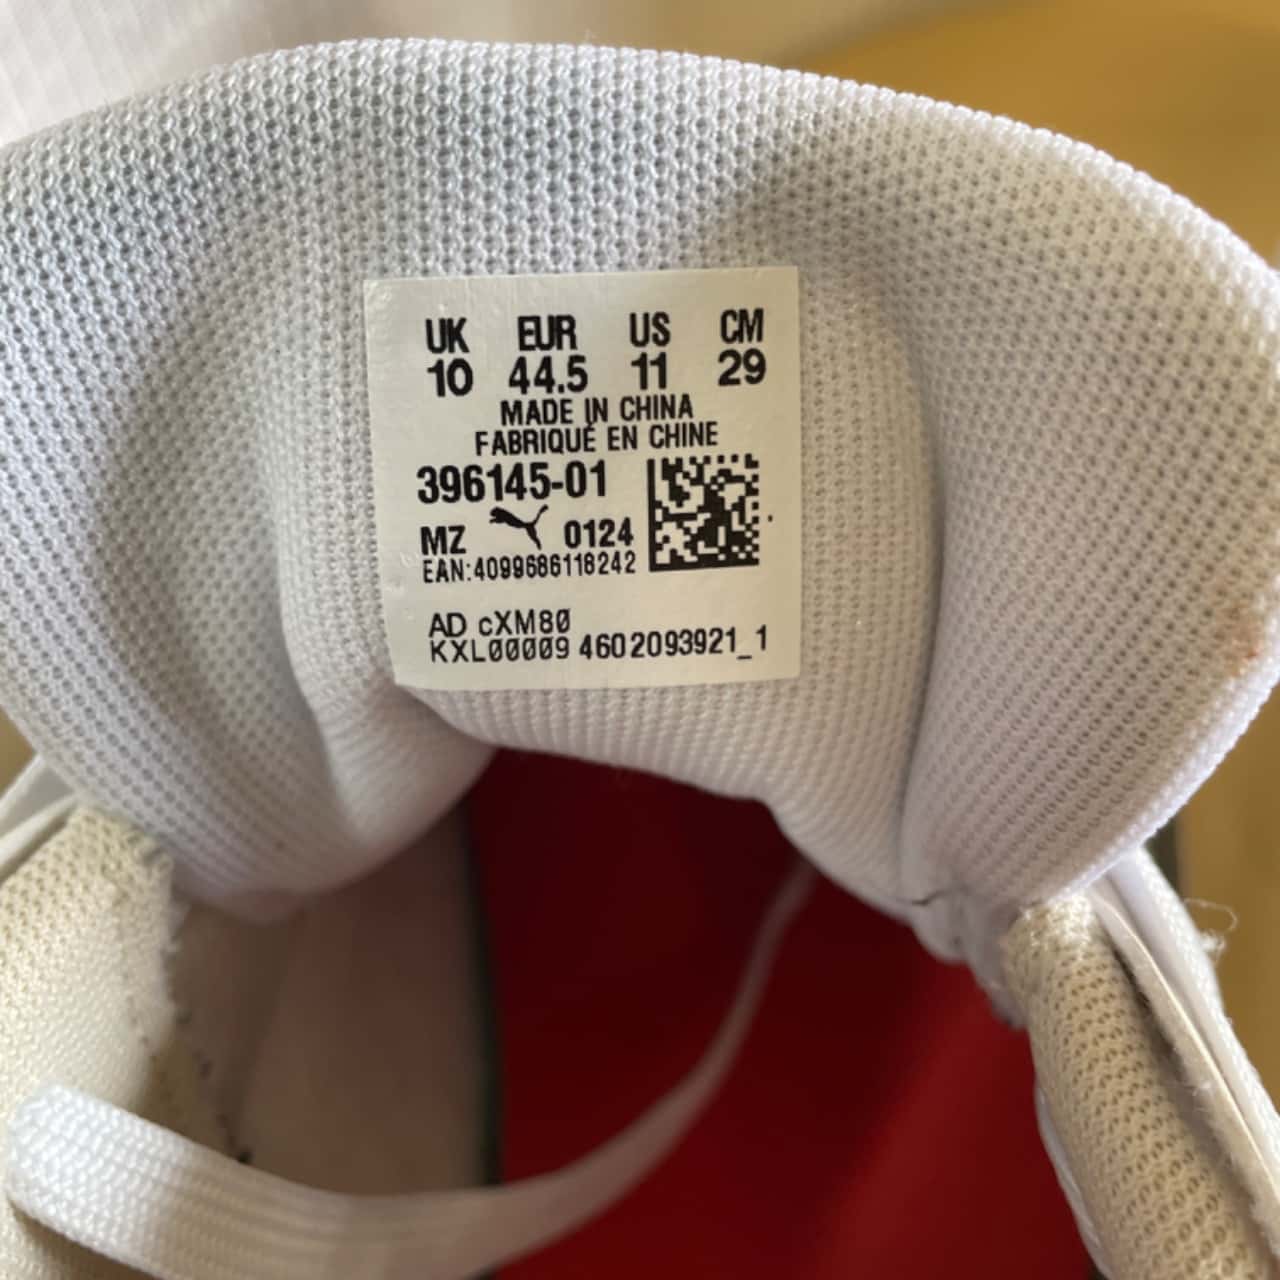 UK EUR US CM
10 44.5 11 29
MADE IN CHINA
FABRIQUÉ EN CHINE
396145-01
MZ 0124
EAN:4099686118242
AD cXM80
KXL00009 4602093921_1